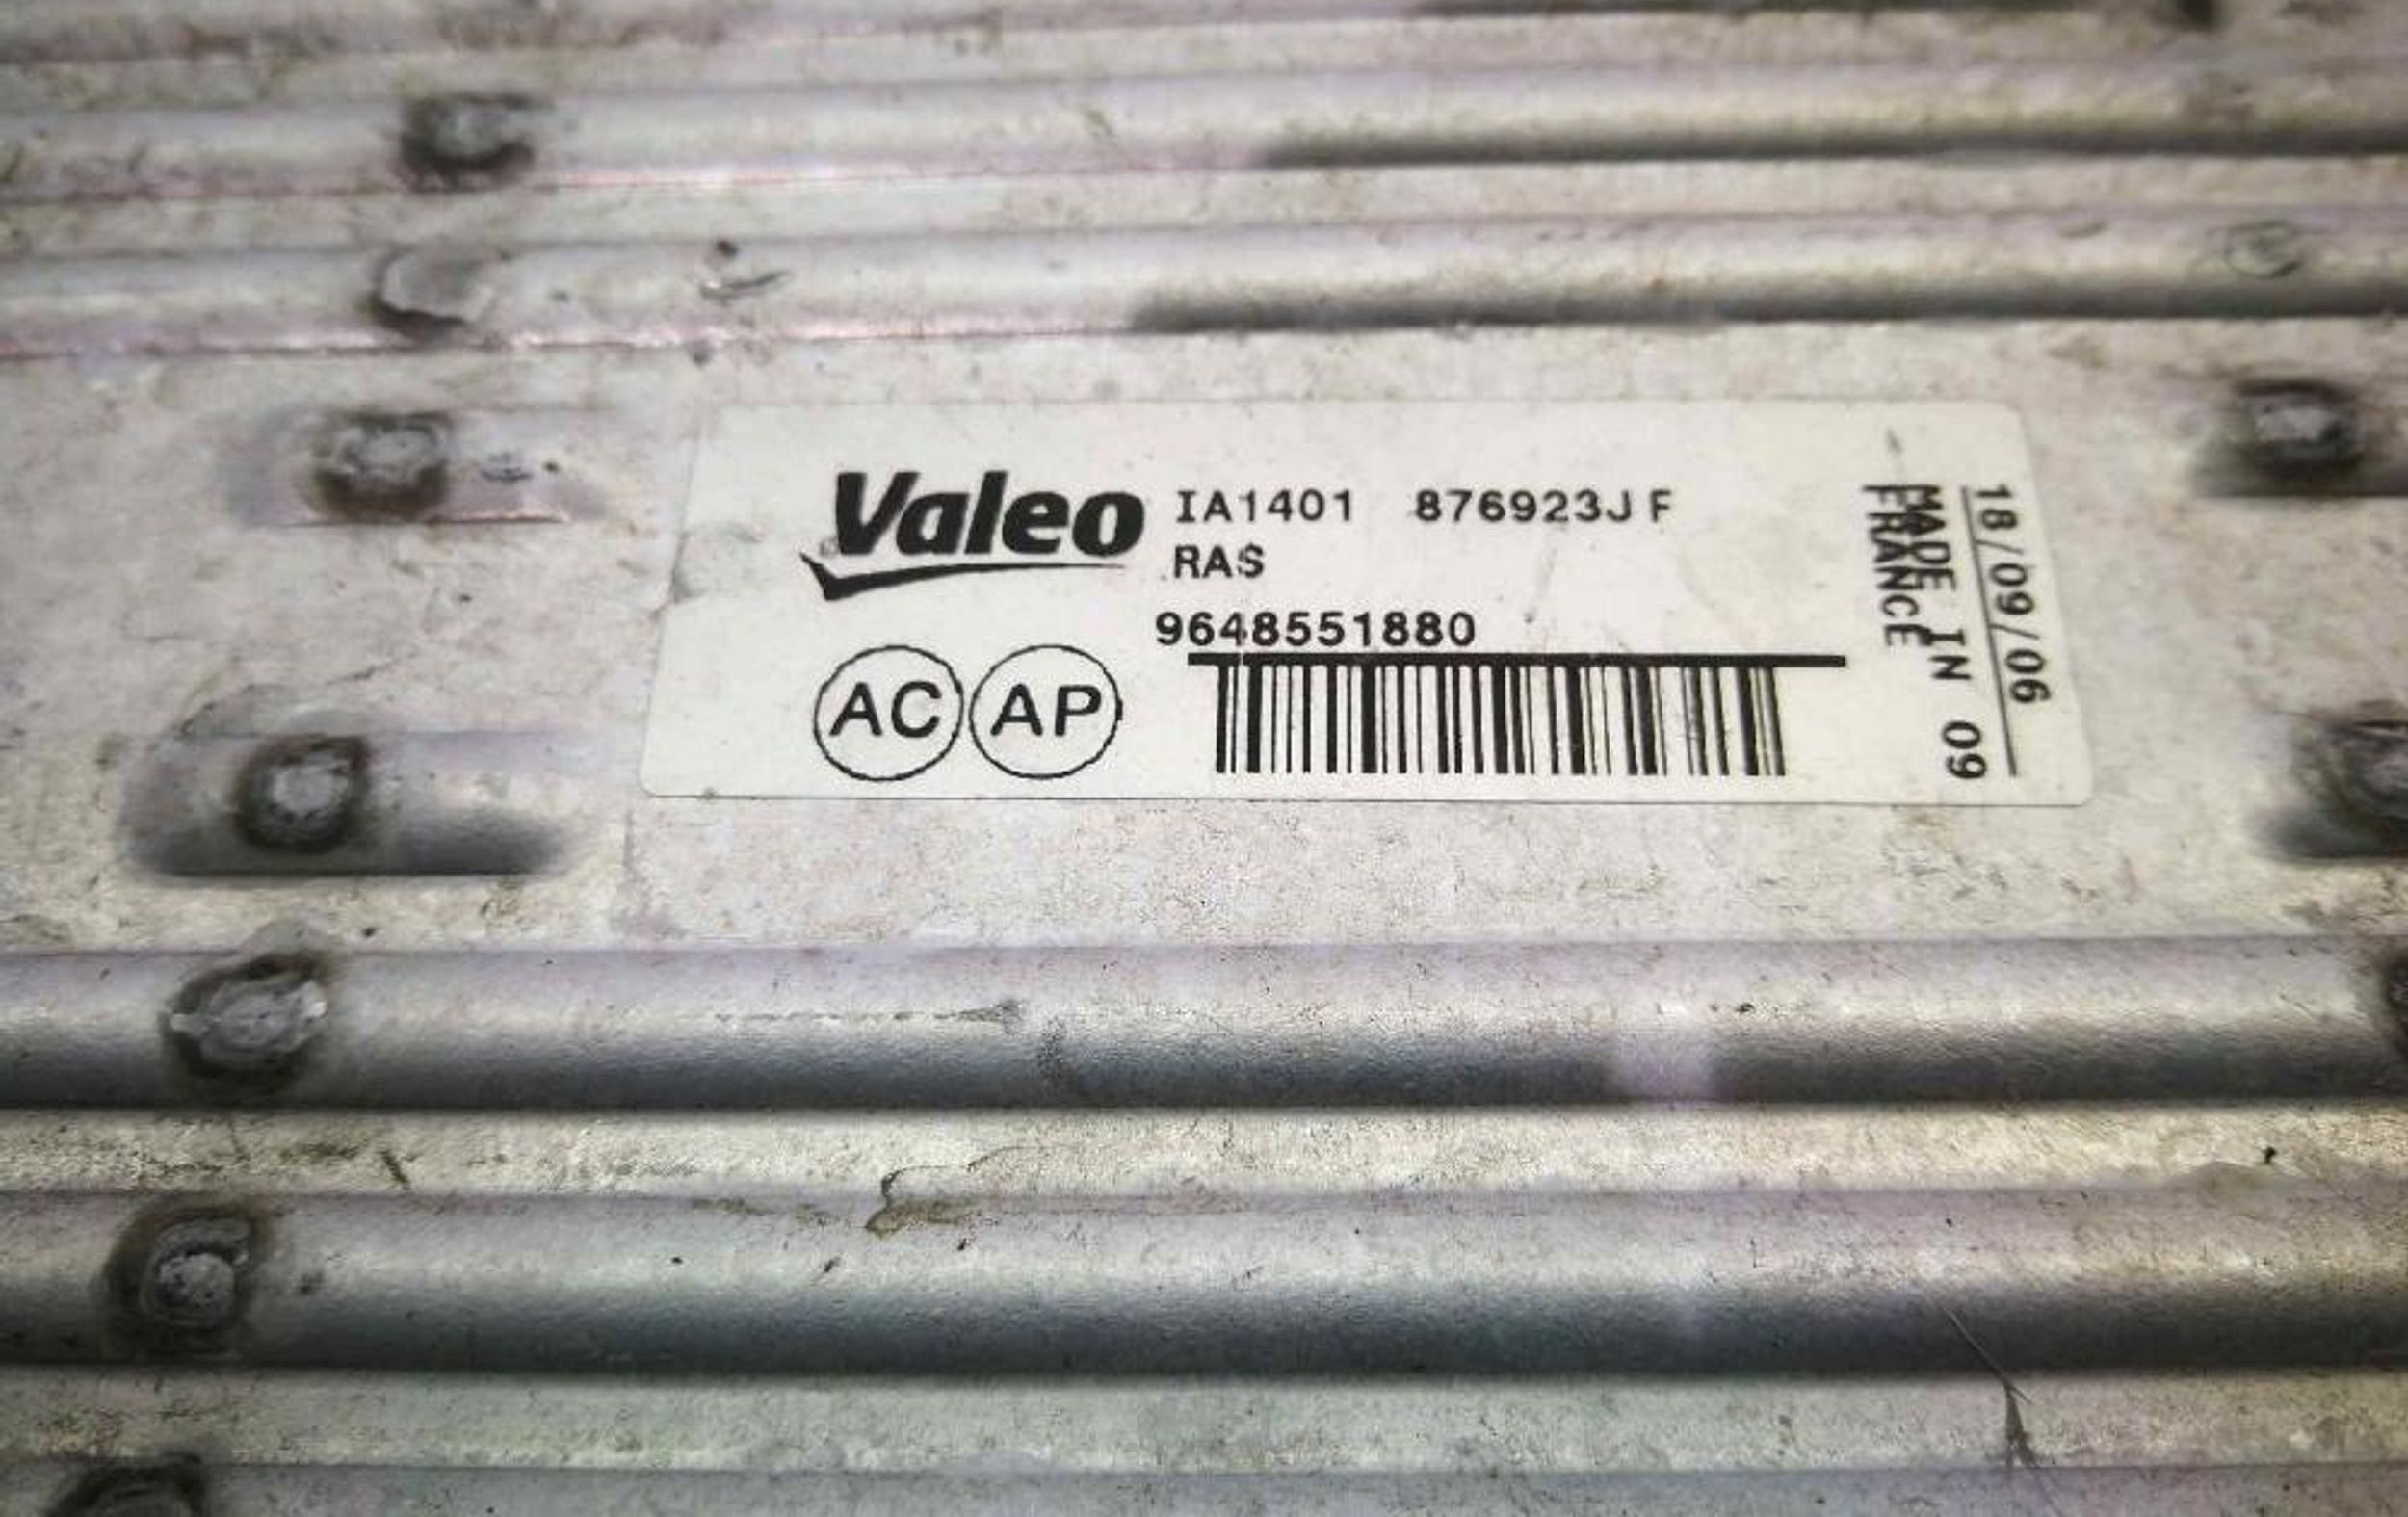 Valeo
IA1401 876923J F
RAS
9648551880
AC AP
18/09/06
MADE IN 09
FRANCE